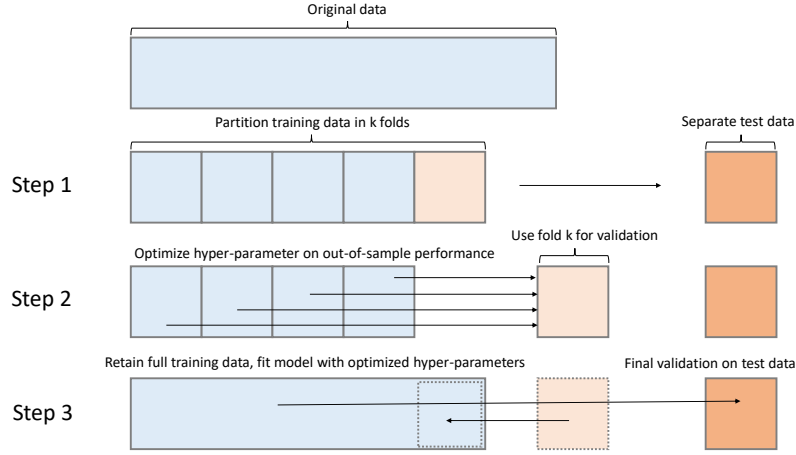 Original data
Partition training data in k folds
Separate test data
Step 1
Use fold k for validation
Optimize hyper-parameter on out-of-sample performance
Step 2
Retain full training data, fit model with optimized hyper-parameters
Final validation on test data
Step 3